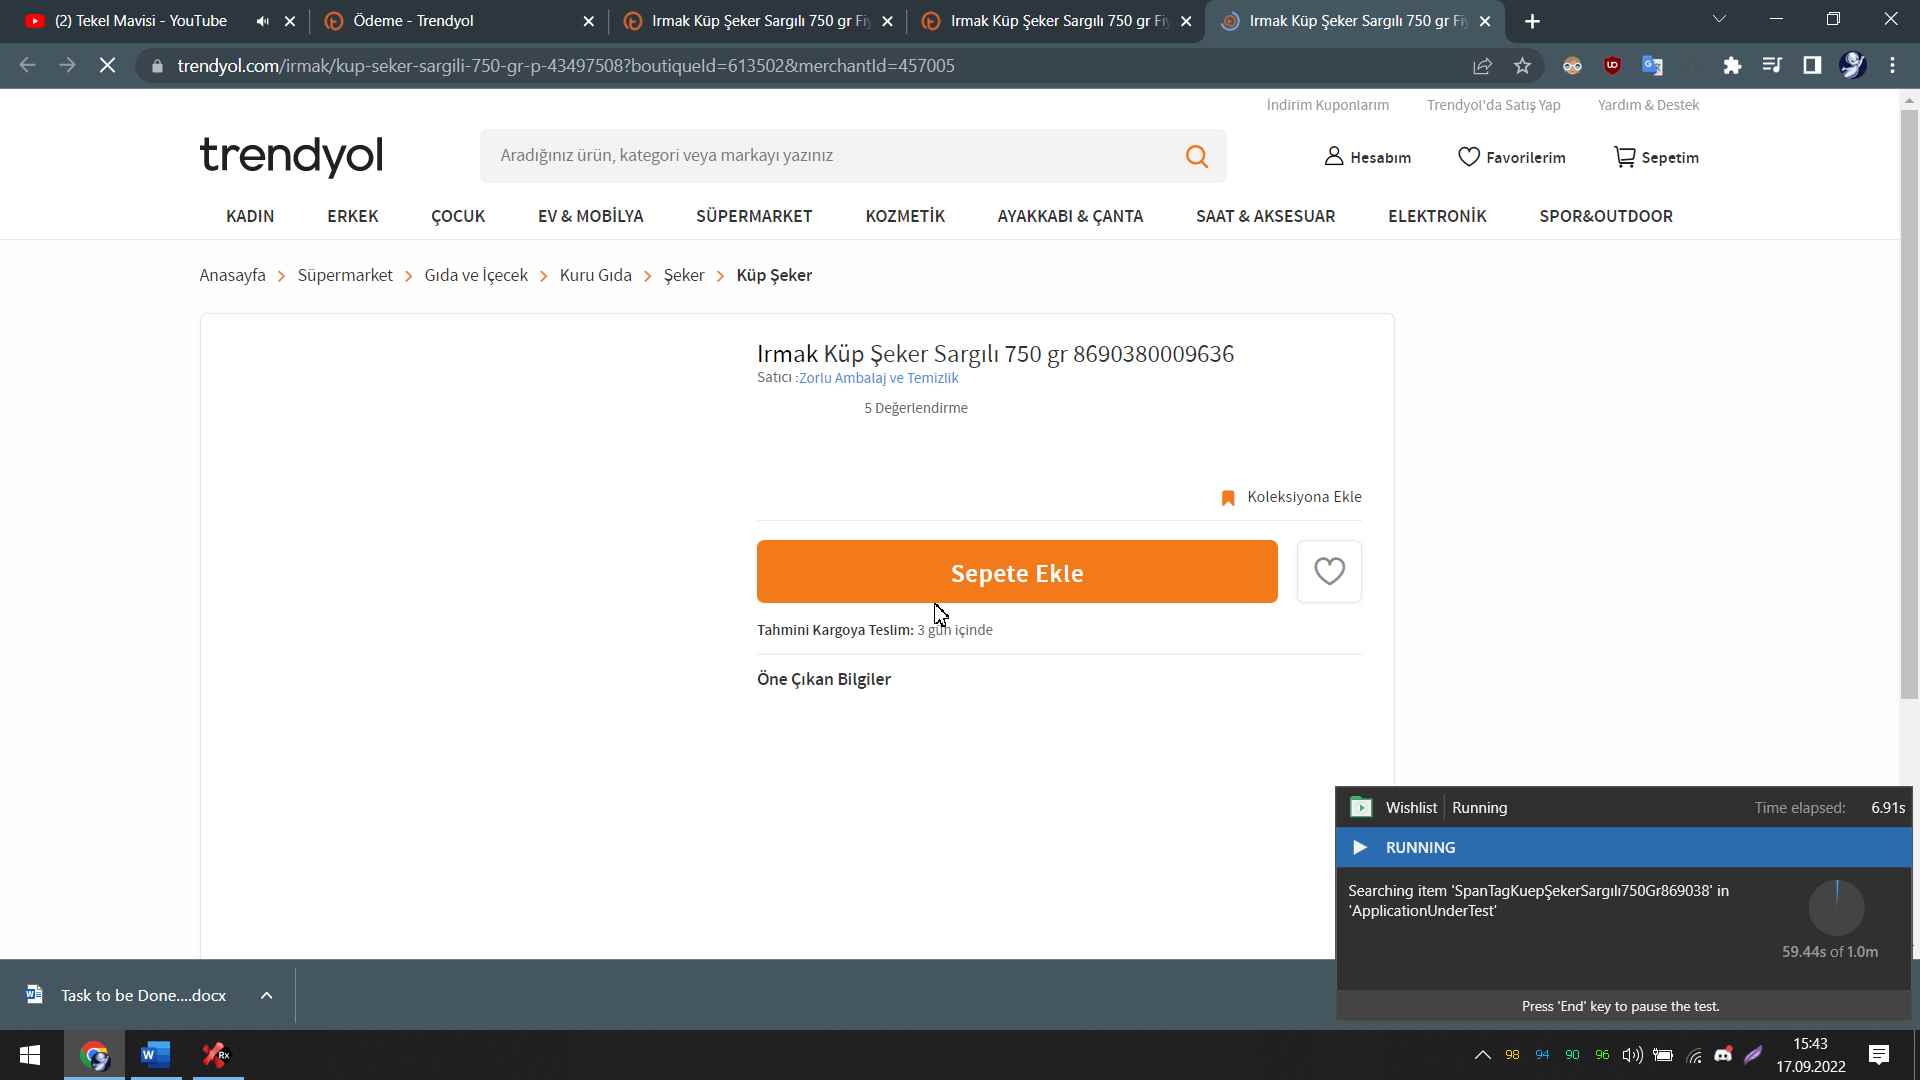 (2) Tekel Mavisi - YouTube
Ödeme - Trendyol
Irmak Küp Şeker Sargılı 750 gr Fiy
Irmak Küp Şeker Sargılı 750 gr Fiy
Irmak Küp Şeker Sargılı 750 gr Fiy
trendyol.com/irmak/kup-seker-sargili-750-gr-p-43497508?boutiqueId=613502&merchantId=457005
İndirim Kuponlarım Trendyol'da Satış Yap Yardım & Destek
trendyol
Aradığınız ürün, kategori veya markayı yazınız
Hesabım Favorilerim Sepetim
KADIN ERKEK ÇOCUK EV & MOBİLYA SÜPERMARKET KOZMETİK AYAKKABI & ÇANTA SAAT & AKSESUAR ELEKTRONİK SPOR&OUTDOOR
Anasayfa > Süpermarket > Gıda ve İçecek > Kuru Gıda > Şeker > Küp Şeker
Irmak Küp Şeker Sargılı 750 gr 8690380009636
Satıcı :Zorlu Ambalaj ve Temizlik
5 Değerlendirme
Koleksiyona Ekle
Sepete Ekle
Tahmini Kargoya Teslim: 3 gün içinde
Öne Çıkan Bilgiler
Wishlist Running Time elapsed: 6.91s
RUNNING
Searching item 'SpanTagKuepŞekerSargılı750Gr869038' in
'ApplicationUnderTest'
59.44s of 1.0m
Press 'End' key to pause the test.
Task to be Done....docx
98 94 90 96
15:43
17.09.2022